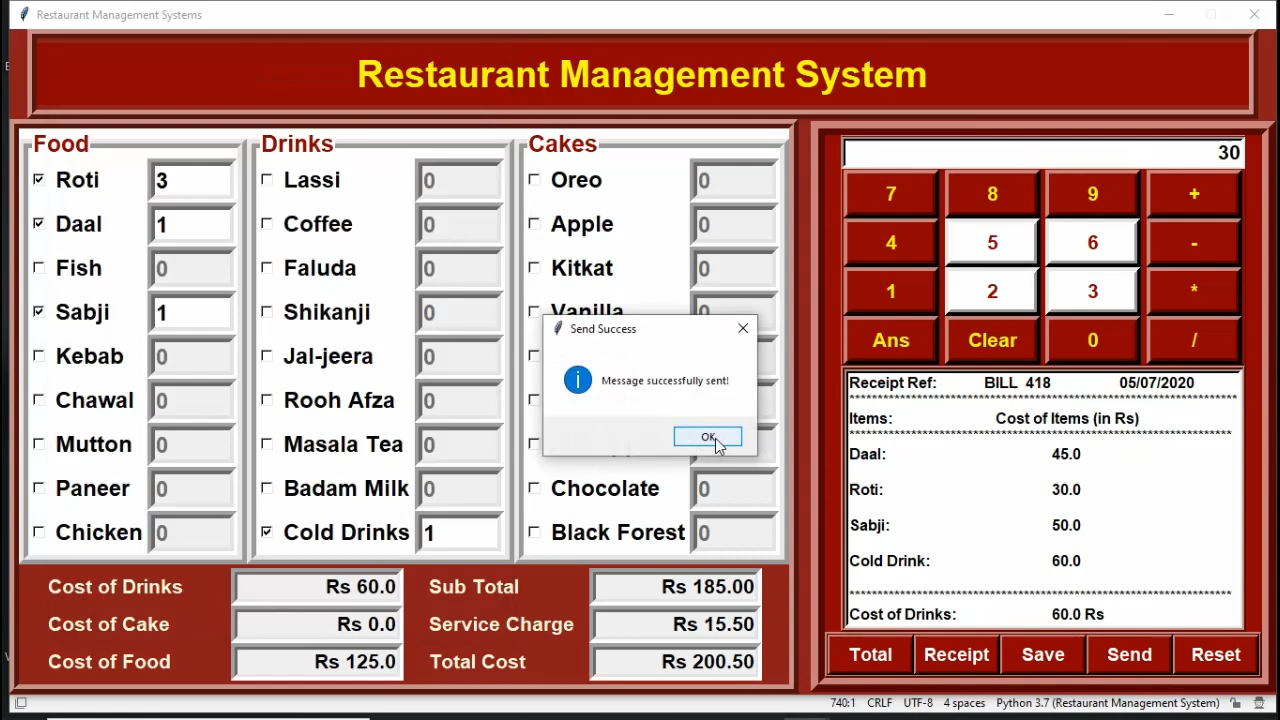 Restaurant Management Systems
Restaurant Management System
Food
Roti 3
Daal 1
Fish 0
Sabji 1
Kebab 0
Chawal 0
Mutton 0
Paneer 0
Chicken 0
Drinks
Lassi 0
Coffee 0
Faluda 0
Shikanji 0
Jal-jeera 0
Rooh Afza 0
Masala Tea 0
Badam Milk 0
Cold Drinks 1
Cakes
Oreo 0
Apple 0
Kitkat 0
Vanilla
Chocolate 0
Black Forest 0
Send Success
Message successfully sent!
OK
Cost of Drinks Rs 60.0 Sub Total Rs 185.00
Cost of Cake Rs 0.0 Service Charge Rs 15.50
Cost of Food Rs 125.0 Total Cost Rs 200.50
30
7 8 9 +
4 5 6 -
1 2 3 *
Ans Clear 0 /
Receipt Ref: BILL 418 05/07/2020
Items: Cost of Items (in Rs)
Daal: 45.0
Roti: 30.0
Sabji: 50.0
Cold Drink: 60.0
Cost of Drinks: 60.0 Rs
Total Receipt Save Send Reset
740:1 CRLF UTF-8 4 spaces Python 3.7 (Restaurant Management System)